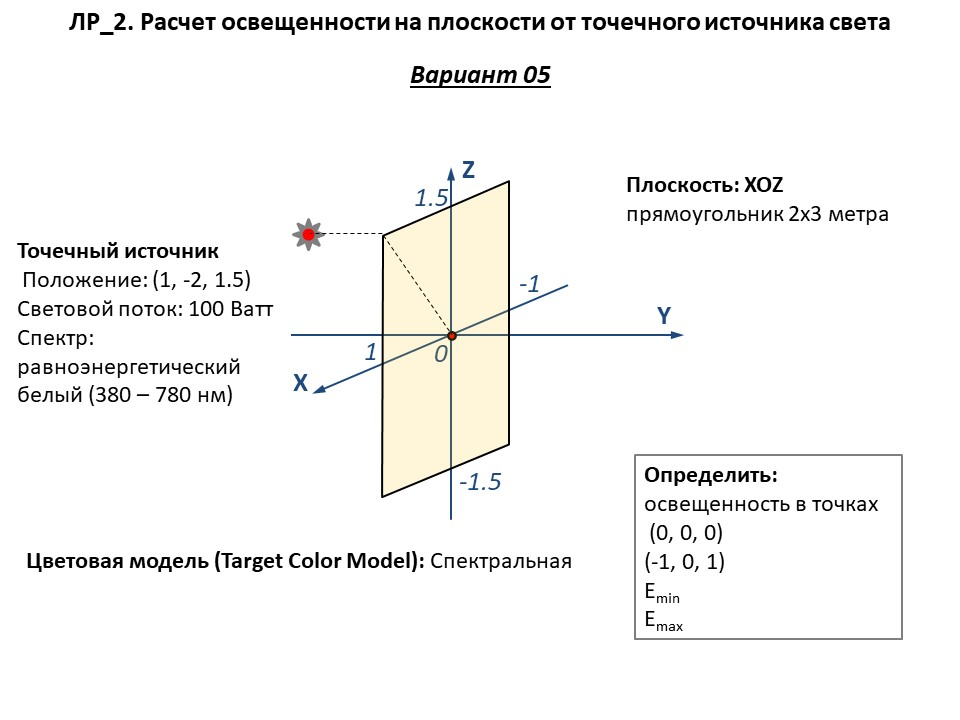 ЛР_2. Расчет освещенности на плоскости от точечного источника света
Вариант 05
Z
1.5
Плоскость: XOZ
прямоугольник 2х3 метра
Точечный источник
Положение: (1, -2, 1.5)
Световой поток: 100 Ватт
Спектр:
равноэнергетический
белый (380 – 780 нм)
-1
Y
1
0
X
-1.5
Определить:
освещенность в точках
(0, 0, 0)
(-1, 0, 1)
Emin
Emax
Цветовая модель (Target Color Model): Спектральная